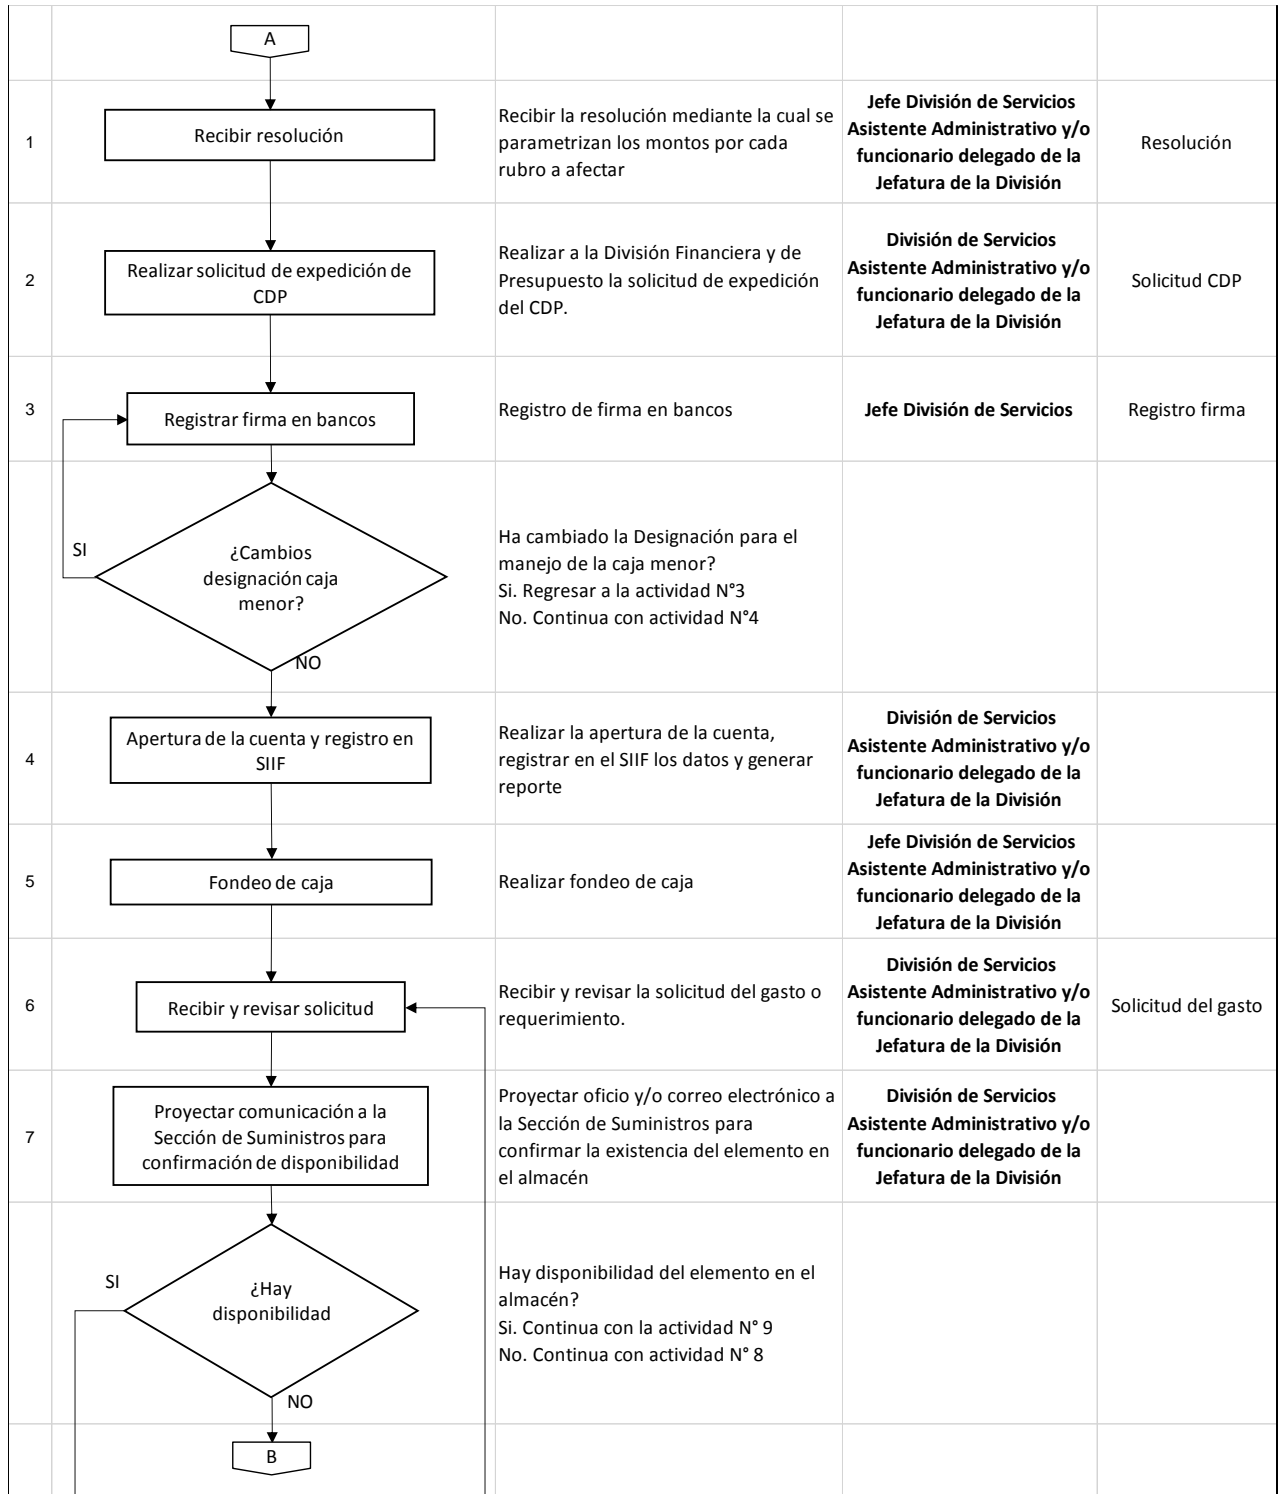 A
1
Recibir resolución
Recibir la resolución mediante la cual se
parametrizan los montos por cada
rubro a afectar
Jefe División de Servicios
Asistente Administrativo y/o
funcionario delegado de la
Jefatura de la División
Resolución
2
Realizar solicitud de expedición de
CDP
Realizar a la División Financiera y de
Presupuesto la solicitud de expedición
del CDP.
División de Servicios
Asistente Administrativo y/o
funcionario delegado de la
Jefatura de la División
Solicitud CDP
3
Registrar firma en bancos
Registro de firma en bancos
Jefe División de Servicios
Registro firma
SI
¿Cambios
designación caja
menor?
NO
Ha cambiado la Designación para el
manejo de la caja menor?
Si. Regresar a la actividad N°3
No. Continua con actividad N°4
4
Apertura de la cuenta y registro en
SIIF
Realizar la apertura de la cuenta,
registrar en el SIIF los datos y generar
reporte
División de Servicios
Asistente Administrativo y/o
funcionario delegado de la
Jefatura de la División
5
Fondeo de caja
Realizar fondeo de caja
Jefe División de Servicios
Asistente Administrativo y/o
funcionario delegado de la
Jefatura de la División
6
Recibir y revisar solicitud
Recibir y revisar la solicitud del gasto o
requerimiento.
División de Servicios
Asistente Administrativo y/o
funcionario delegado de la
Jefatura de la División
Solicitud del gasto
7
Proyectar comunicación a la
Sección de Suministros para
confirmación de disponibilidad
Proyectar oficio y/o correo electrónico a
la Sección de Suministros para
confirmar la existencia del elemento en
el almacén
División de Servicios
Asistente Administrativo y/o
funcionario delegado de la
Jefatura de la División
SI
¿Hay
disponibilidad
NO
Hay disponibilidad del elemento en el
almacén?
Si. Continua con la actividad N° 9
No. Continua con actividad N° 8
B